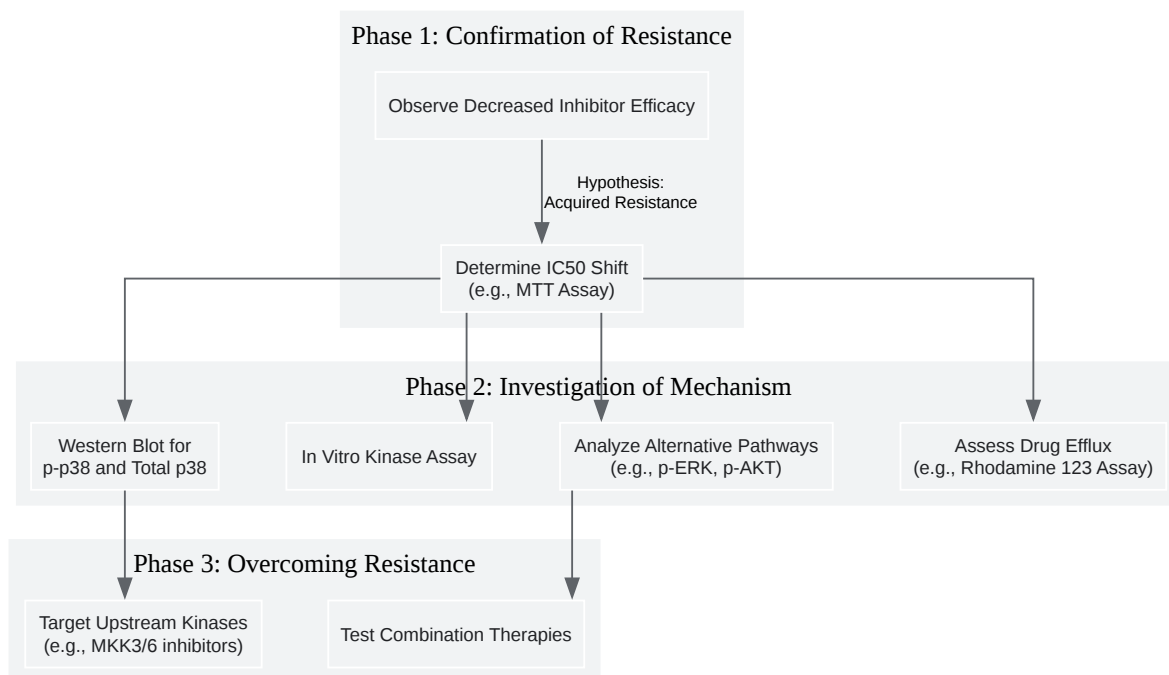 Phase 1: Confirmation of Resistance
Observe Decreased Inhibitor Efficacy
Hypothesis:
Acquired Resistance
Determine IC50 Shift
(e.g., MTT Assay)
Phase 2: Investigation of Mechanism
Western Blot for
p-p38 and Total p38
In Vitro Kinase Assay
Analyze Alternative Pathways
(e.g., p-ERK, p-AKT)
Assess Drug Efflux
(e.g., Rhodamine 123 Assay)
Phase 3: Overcoming Resistance
Target Upstream Kinases
(e.g., MKK3/6 inhibitors)
Test Combination Therapies